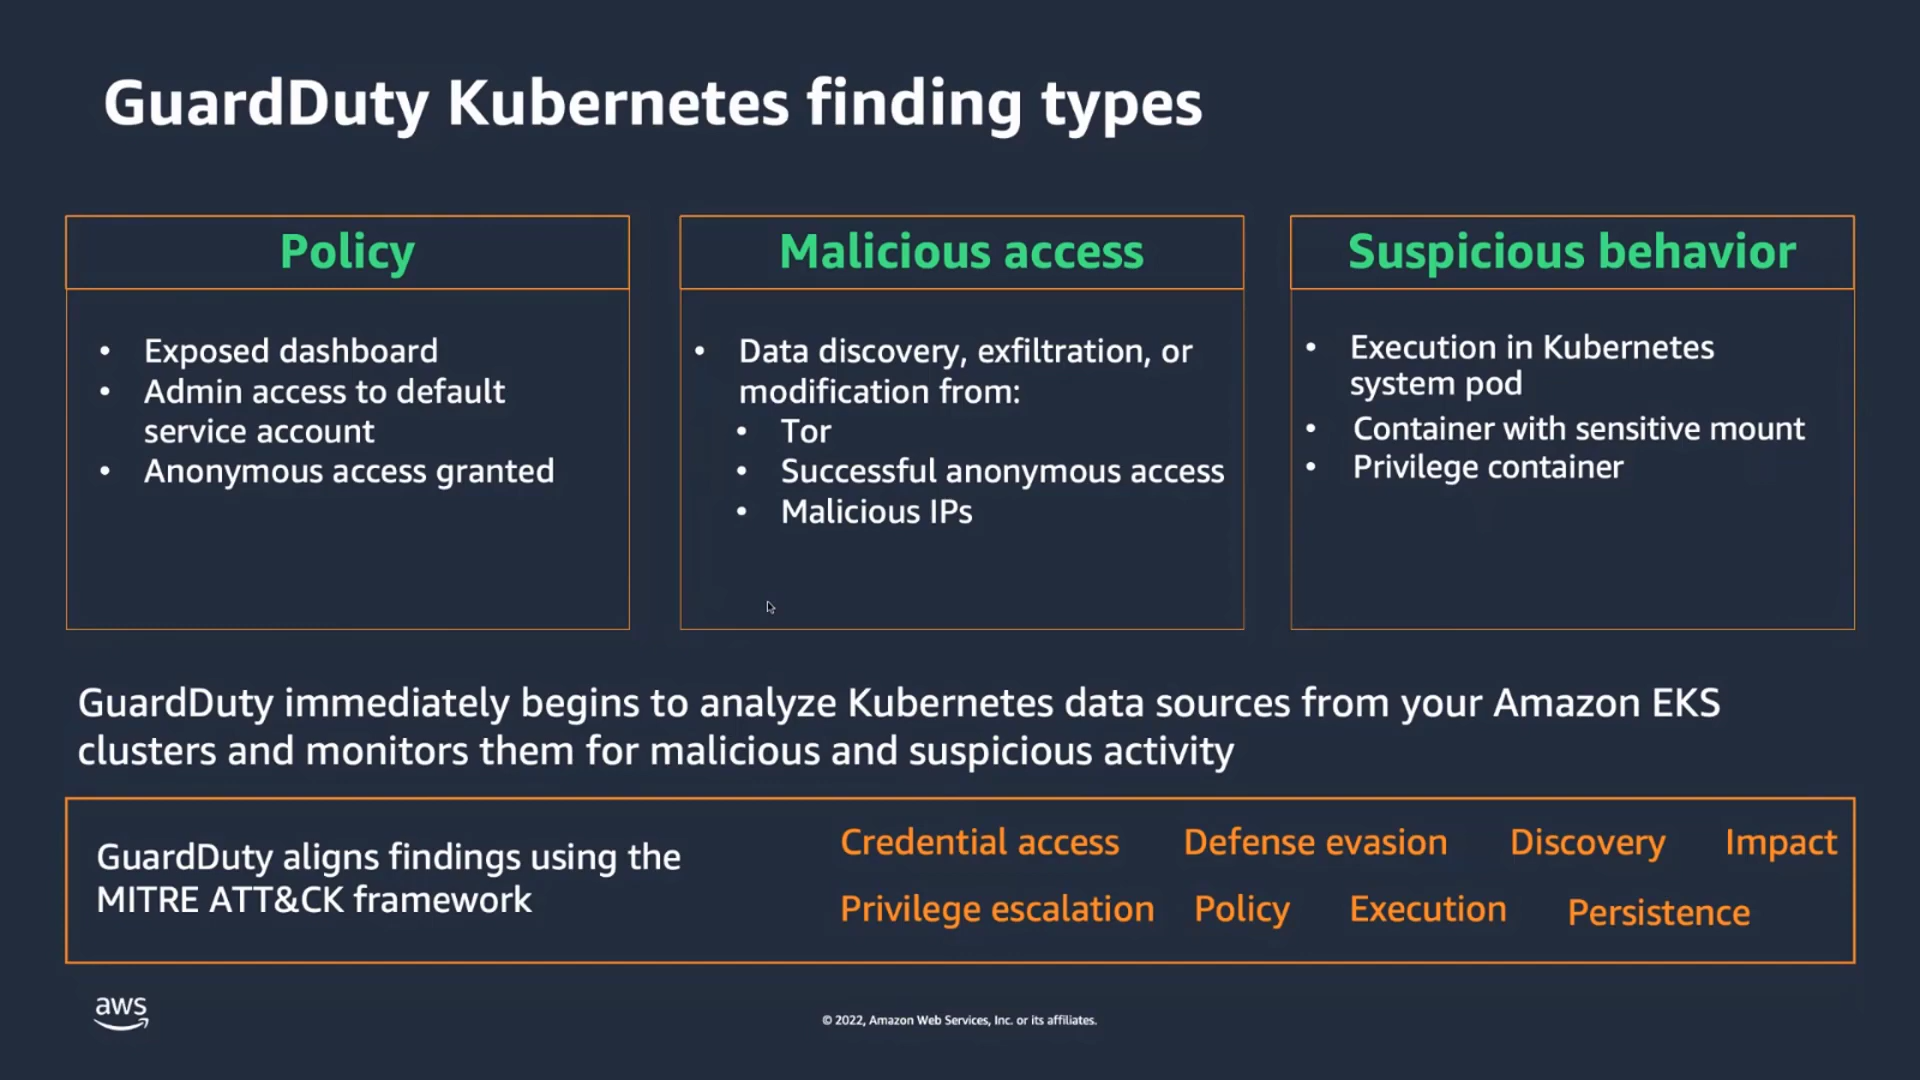 GuardDuty Kubernetes finding types
Policy
• Exposed dashboard
• Admin access to default
service account
• Anonymous access granted
Malicious access
• Data discovery, exfiltration, or
modification from:
• Tor
• Successful anonymous access
• Malicious IPs
Suspicious behavior
• Execution in Kubernetes
system pod
• Container with sensitive mount
• Privilege container
GuardDuty immediately begins to analyze Kubernetes data sources from your Amazon EKS
clusters and monitors them for malicious and suspicious activity
GuardDuty aligns findings using the
MITRE ATT&CK framework
Credential access Defense evasion Discovery Impact
Privilege escalation Policy Execution Persistence
aws
© 2022, Amazon Web Services, Inc. or its affiliates.